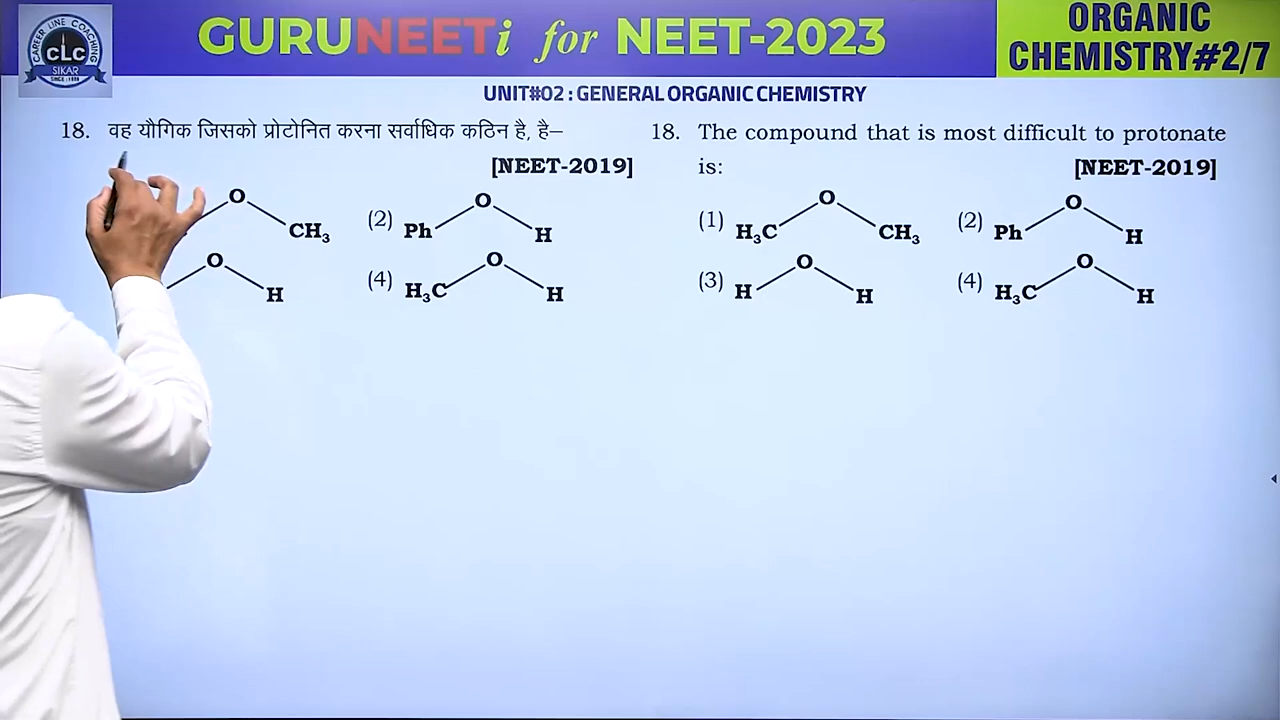 CAREER LINE COACHING
CLC
SIKAR
SINCE : 1996
GURUNEETi for NEET-2023
ORGANIC
CHEMISTRY#2/7
UNIT#02 : GENERAL ORGANIC CHEMISTRY
18. वह यौगिक जिसको प्रोटोनित करना सर्वाधिक कठिन है, है–
[NEET-2019]
O
CH₃
(2) Ph O H
O H
(4) H₃C O H
18. The compound that is most difficult to protonate
is: [NEET-2019]
(1) H₃C O CH₃
(2) Ph O H
(3) H O H
(4) H₃C O H